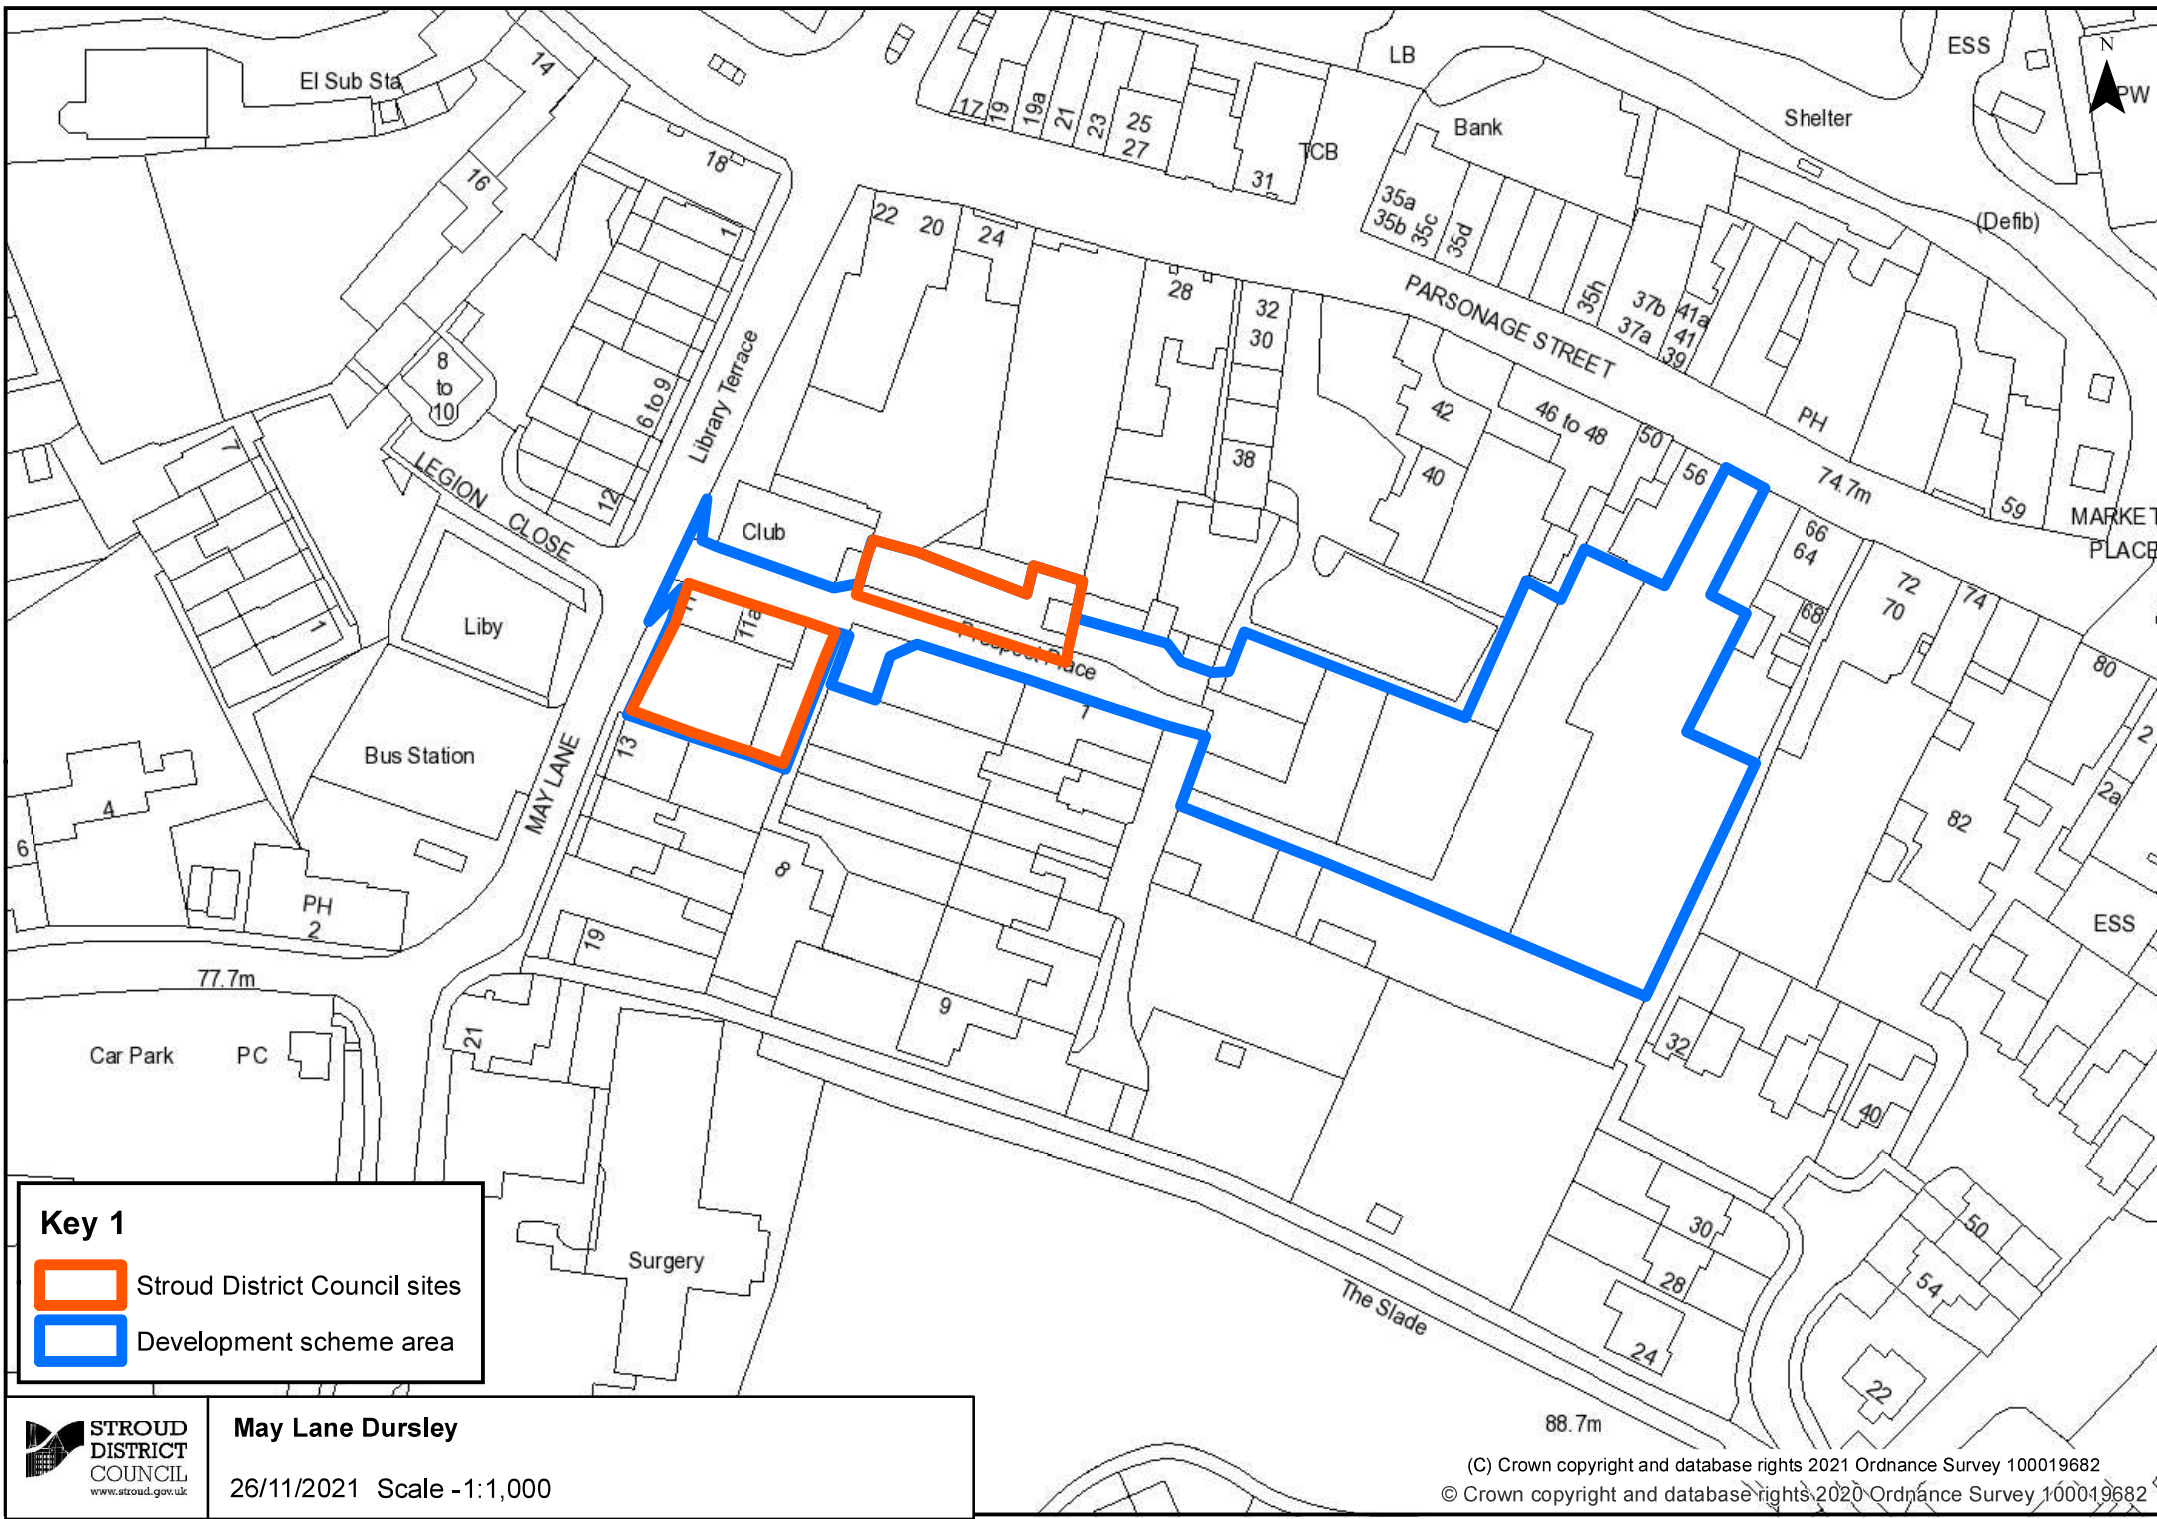 El Sub Sta
14
16
18
1
17
19
19a
21
23
25
27
31
TCB
LB
Bank
ESS
N
PW
Shelter
(Defib)
35a
35b
35c
35d
35h
37b
37a
41a
41
39
PARSONAGE STREET
PH
22
20
24
28
32
30
38
42
40
46 to 48
50
56
74.7m
59
MARKET
PLACE
66
64
68
72
70
74
80
2
2a
82
ESS
8
to
10
6 to 9
12
Library Terrace
LEGION CLOSE
7
1
Liby
Club
11
11a
Prospect Place
1
Bus Station
MAY LANE
13
4
6
PH
2
8
19
9
77.7m
21
Car Park
PC
Surgery
The Slade
32
40
30
28
24
50
54
22
88.7m
Key 1
Stroud District Council sites
Development scheme area
STROUD
DISTRICT
COUNCIL
www.stroud.gov.uk
May Lane Dursley
26/11/2021 Scale -1:1,000
(C) Crown copyright and database rights 2021 Ordnance Survey 100019682
© Crown copyright and database rights 2020 Ordnance Survey 100019682